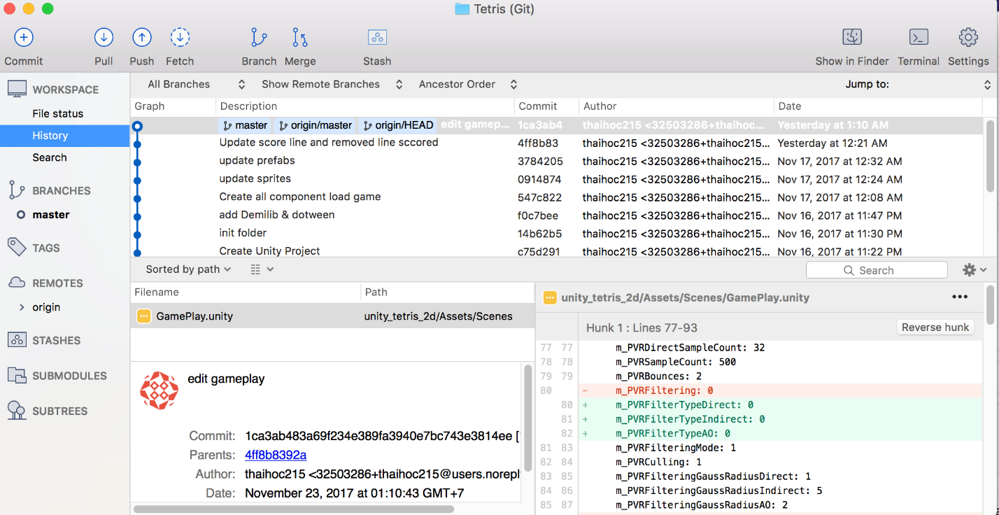 Tetris (Git)
Commit Pull Push Fetch Branch Merge Stash Show in Finder Terminal Settings
WORKSPACE
File status
History
Search
BRANCHES
master
TAGS
REMOTES
origin
STASHES
SUBMODULES
SUBTREES
All Branches Show Remote Branches Ancestor Order Jump to:
Graph Description Commit Author Date
master origin/master origin/HEAD edit gamep... 1ca3ab4 thaihoc215 <32503286+thaihoc... Yesterday at 1:10 AM
Update score line and removed line sccored 4ff8b83 thaihoc215 <32503286+thaihoc215... Yesterday at 12:21 AM
update prefabs 3784205 thaihoc215 <32503286+thaihoc215... Nov 17, 2017 at 12:32 AM
update sprites 0914874 thaihoc215 <32503286+thaihoc215... Nov 17, 2017 at 12:24 AM
Create all component load game 547c822 thaihoc215 <32503286+thaihoc215... Nov 17, 2017 at 12:08 AM
add Demilib & dotween f0c7bee thaihoc215 <32503286+thaihoc215... Nov 16, 2017 at 11:47 PM
init folder 14b62b5 thaihoc215 <32503286+thaihoc215... Nov 16, 2017 at 11:30 PM
Create Unity Project c75d291 thaihoc215 <32503286+thaihoc215... Nov 16, 2017 at 11:22 PM
Sorted by path Search
Filename Path
GamePlay.unity unity_tetris_2d/Assets/Scenes
edit gameplay
Commit: 1ca3ab483a69f234e389fa3940e7bc743e3814ee [
Parents: 4ff8b8392a
Author: thaihoc215 <32503286+thaihoc215@users.norepl
Date: November 23, 2017 at 01:10:43 GMT+7
unity_tetris_2d/Assets/Scenes/GamePlay.unity
Hunk 1 : Lines 77-93 Reverse hunk
77 77 m_PVRDirectSampleCount: 32
78 78 m_PVRSampleCount: 500
79 79 m_PVRBounces: 2
80 - m_PVRFiltering: 0
80 + m_PVRFilterTypeDirect: 0
81 + m_PVRFilterTypeIndirect: 0
82 + m_PVRFilterTypeAO: 0
81 83 m_PVRFilteringMode: 1
82 84 m_PVRCulling: 1
83 85 m_PVRFilteringGaussRadiusDirect: 1
84 86 m_PVRFilteringGaussRadiusIndirect: 5
85 87 m_PVRFilteringGaussRadiusAO: 2